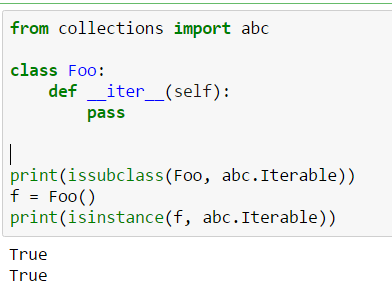 from collections import abc
class Foo:
    def __iter__(self):
        pass
print(issubclass(Foo, abc.Iterable))
f = Foo()
print(isinstance(f, abc.Iterable))
True
True